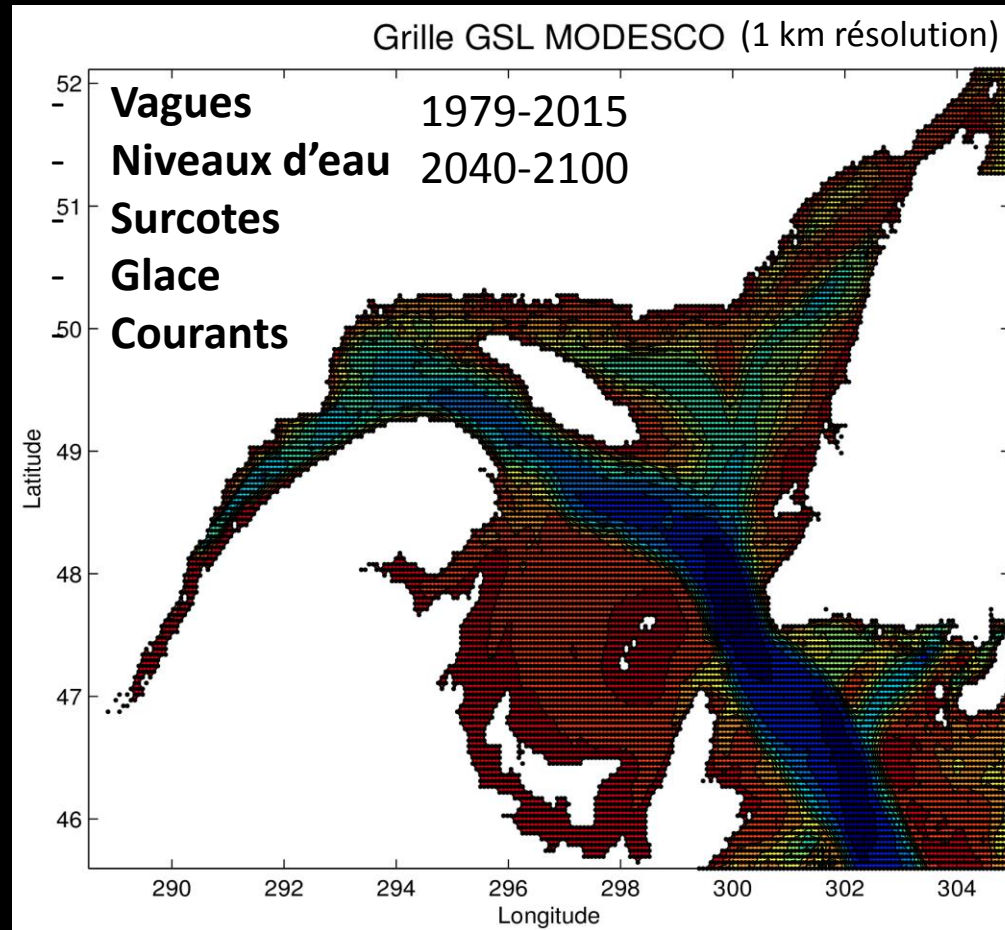 Grille GSL MODESCO (1 km résolution)
Vagues 1979-2015
Niveaux d'eau 2040-2100
Surcotes
Glace
Courants
52
51
50
49
48
47
46
Latitude
290 292 294 296 298 300 302 304
Longitude